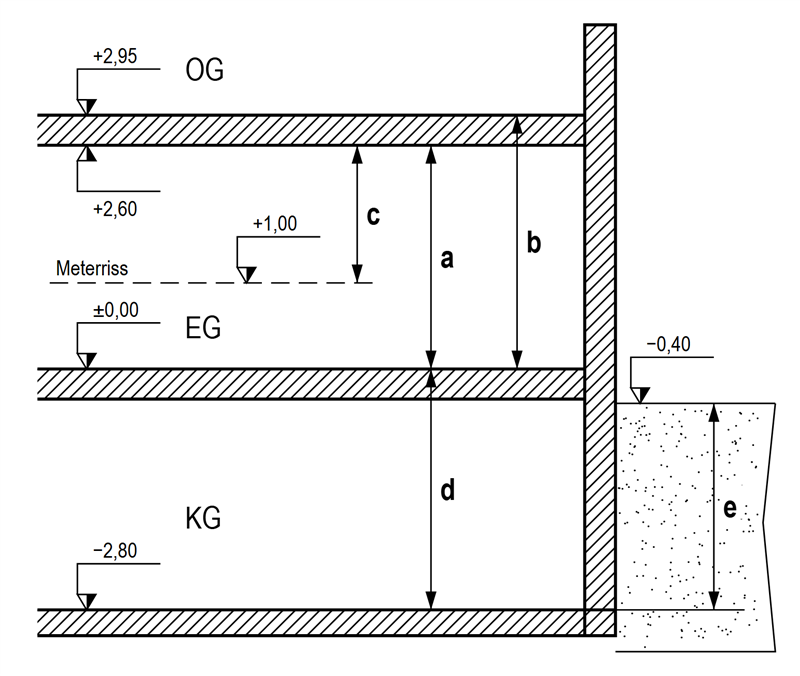 +2,95
OG
+2,60
+1,00
c
b
a
Meterriss
±0,00
EG
−0,40
d
e
KG
−2,80